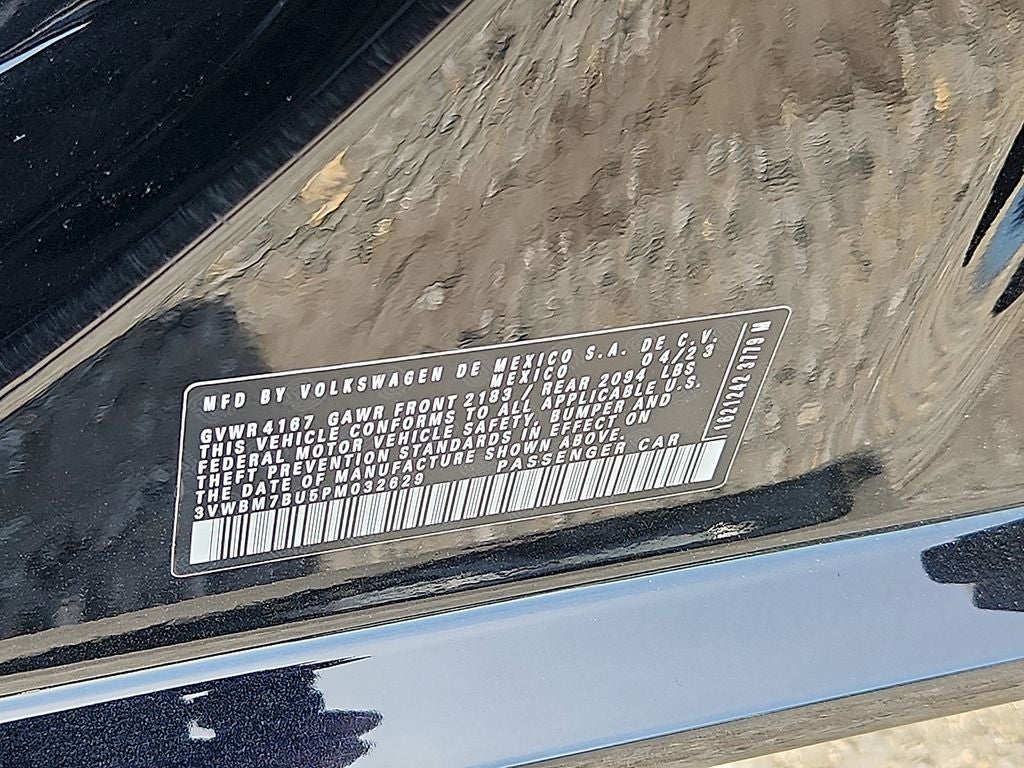 MFD BY VOLKSWAGEN DE MEXICO S.A. DE C.V.
MEXICO 04/23
GVWR 4167 GAWR FRONT 2183 / REAR 2094 LBS
THIS VEHICLE CONFORMS TO ALL APPLICABLE U.S.
FEDERAL MOTOR VEHICLE SAFETY, BUMPER AND
THEFT PREVENTION STANDARDS IN EFFECT ON
THE DATE OF MANUFACTURE SHOWN ABOVE.
3VWBM7BU5PM032629 PASSENGER CAR
1621242 3779 M